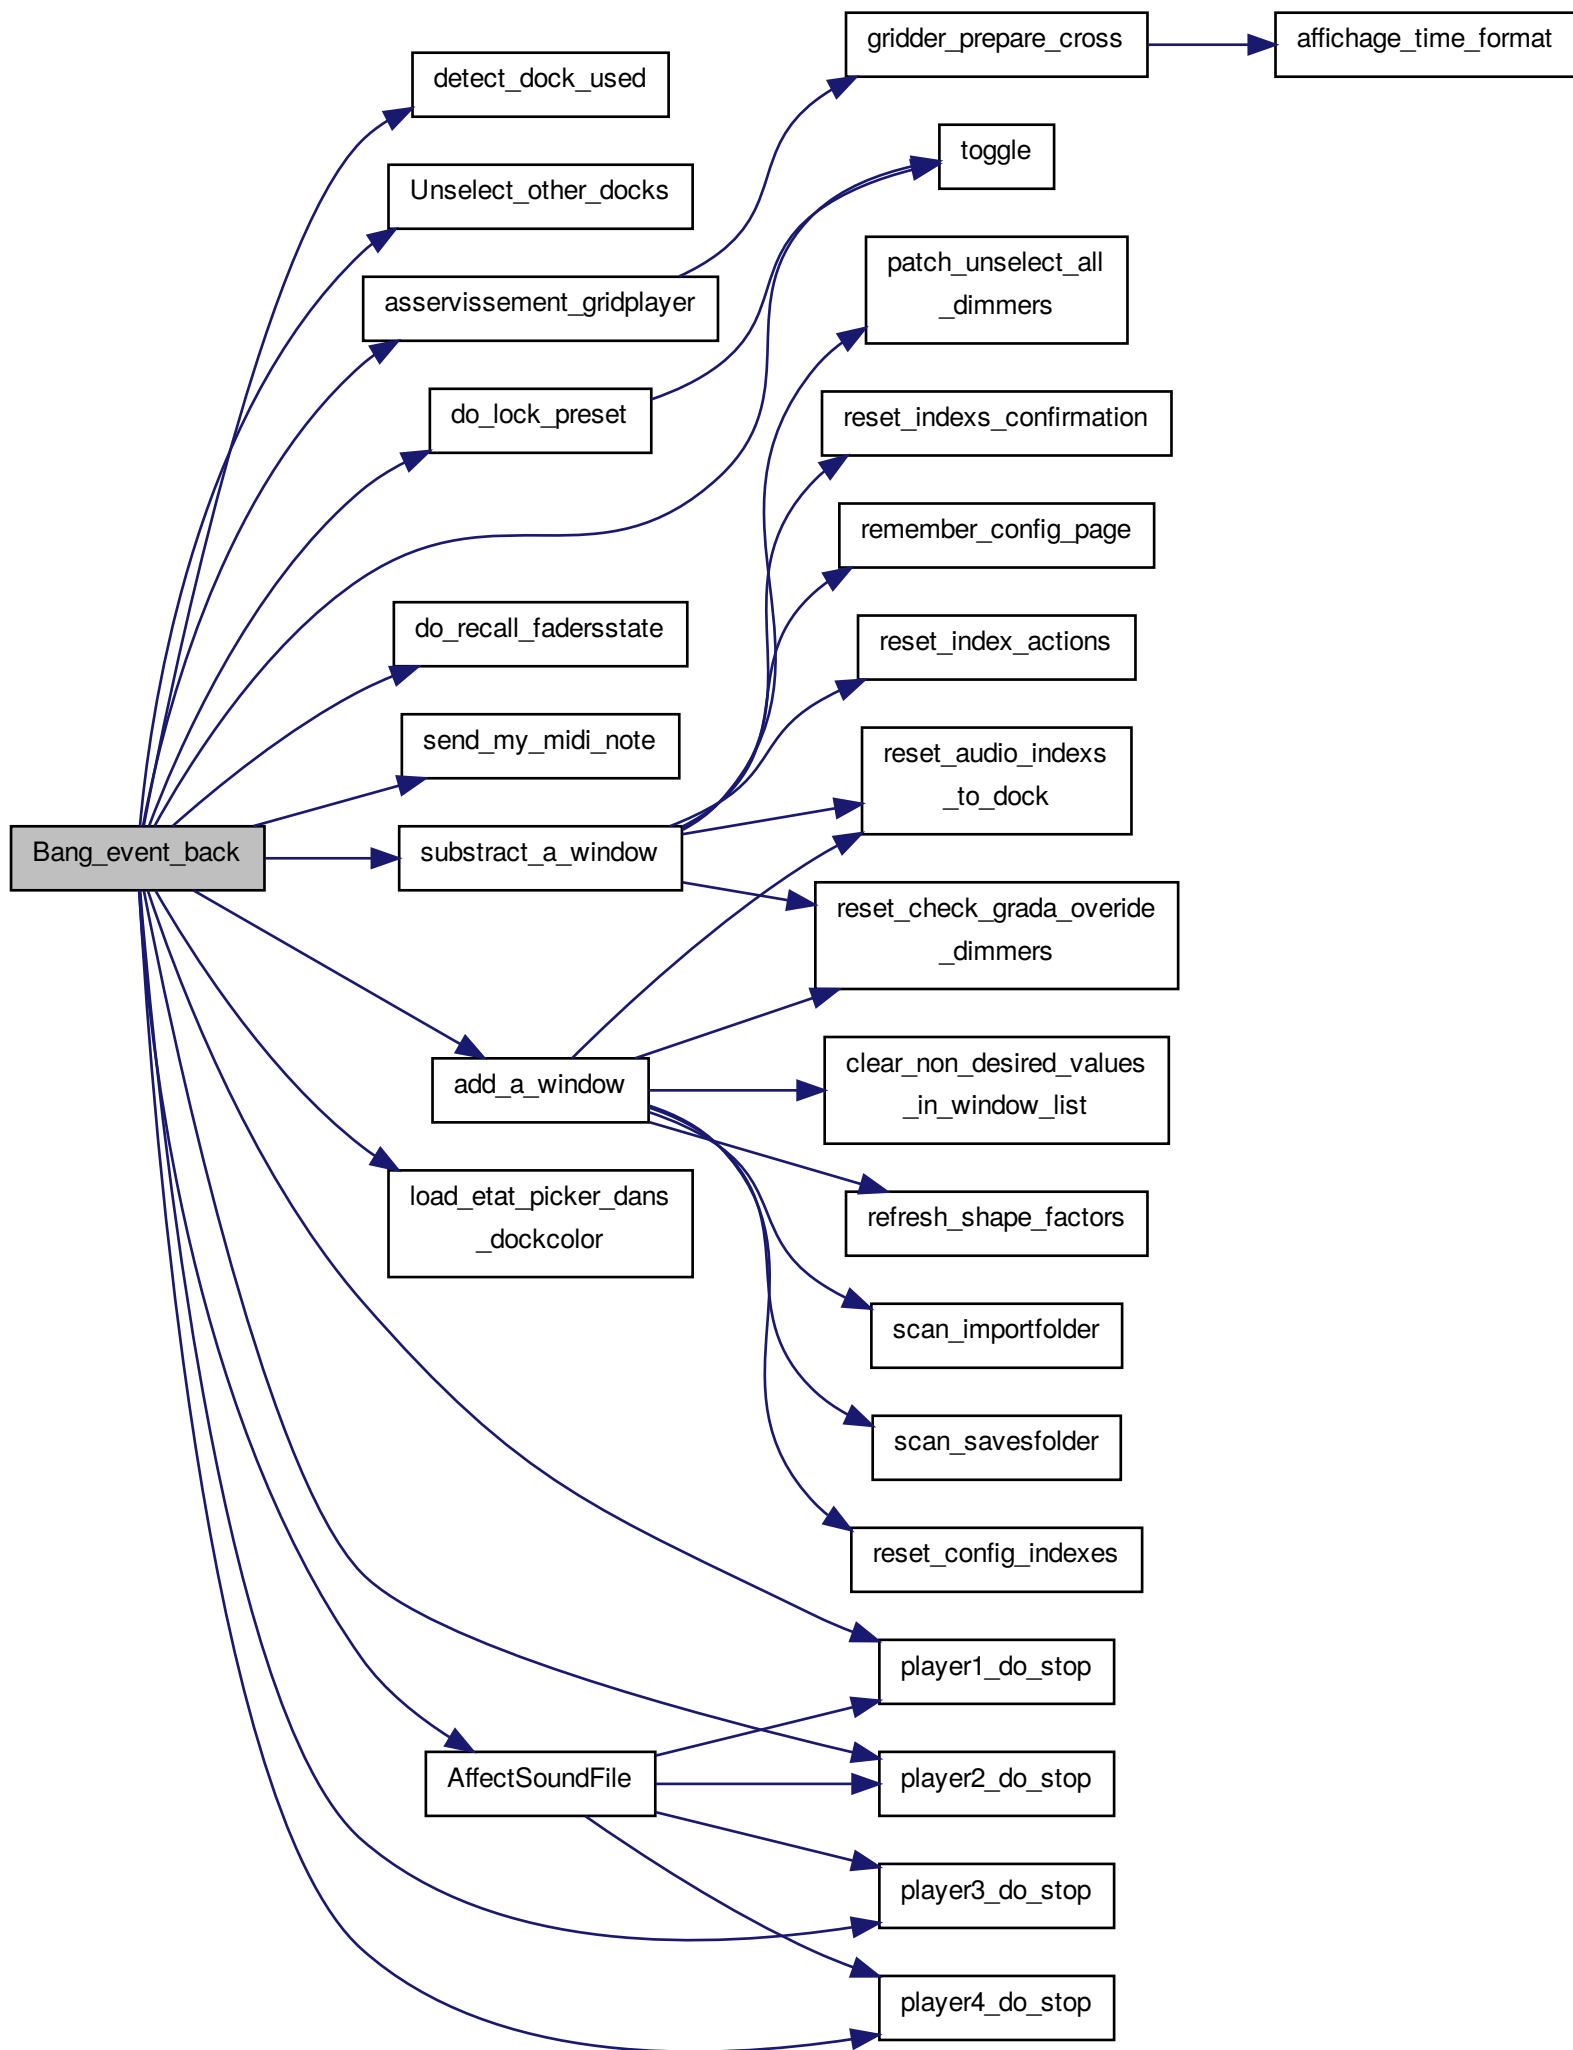 gridder_prepare_cross
affichage_time_format
detect_dock_used
toggle
Unselect_other_docks
patch_unselect_all
_dimmers
asservissement_gridplayer
do_lock_preset
reset_indexs_confirmation
remember_config_page
do_recall_fadersstate
reset_index_actions
send_my_midi_note
reset_audio_indexs
_to_dock
Bang_event_back
substract_a_window
reset_check_grada_overide
_dimmers
add_a_window
clear_non_desired_values
_in_window_list
load_etat_picker_dans
_dockcolor
refresh_shape_factors
scan_importfolder
scan_savesfolder
reset_config_indexes
player1_do_stop
AffectSoundFile
player2_do_stop
player3_do_stop
player4_do_stop